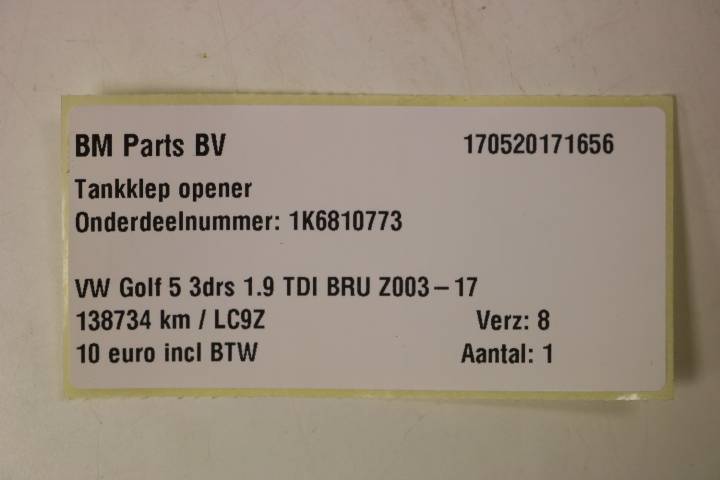 BM Parts BV 170520171656
Tankklep opener
Onderdeelnummer: 1K6810773
VW Golf 5 3drs 1.9 TDI BRU Z003-17
138734 km / LC9Z Verz: 8
10 euro incl BTW Aantal: 1